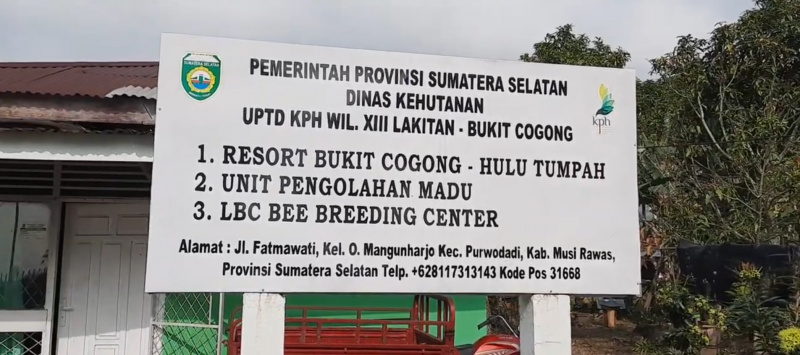 SUMATERA SELATAN
PEMERINTAH PROVINSI SUMATERA SELATAN
DINAS KEHUTANAN
UPTD KPH WIL. XIII LAKITAN - BUKIT COGONG
kph
1. RESORT BUKIT COGONG - HULU TUMPAH
2. UNIT PENGOLAHAN MADU
3. LBC BEE BREEDING CENTER
Alamat : Jl. Fatmawati, Kel. O. Mangunharjo Kec. Purwodadi, Kab. Musi Rawas,
Provinsi Sumatera Selatan Telp. +628117313143 Kode Pos 31668